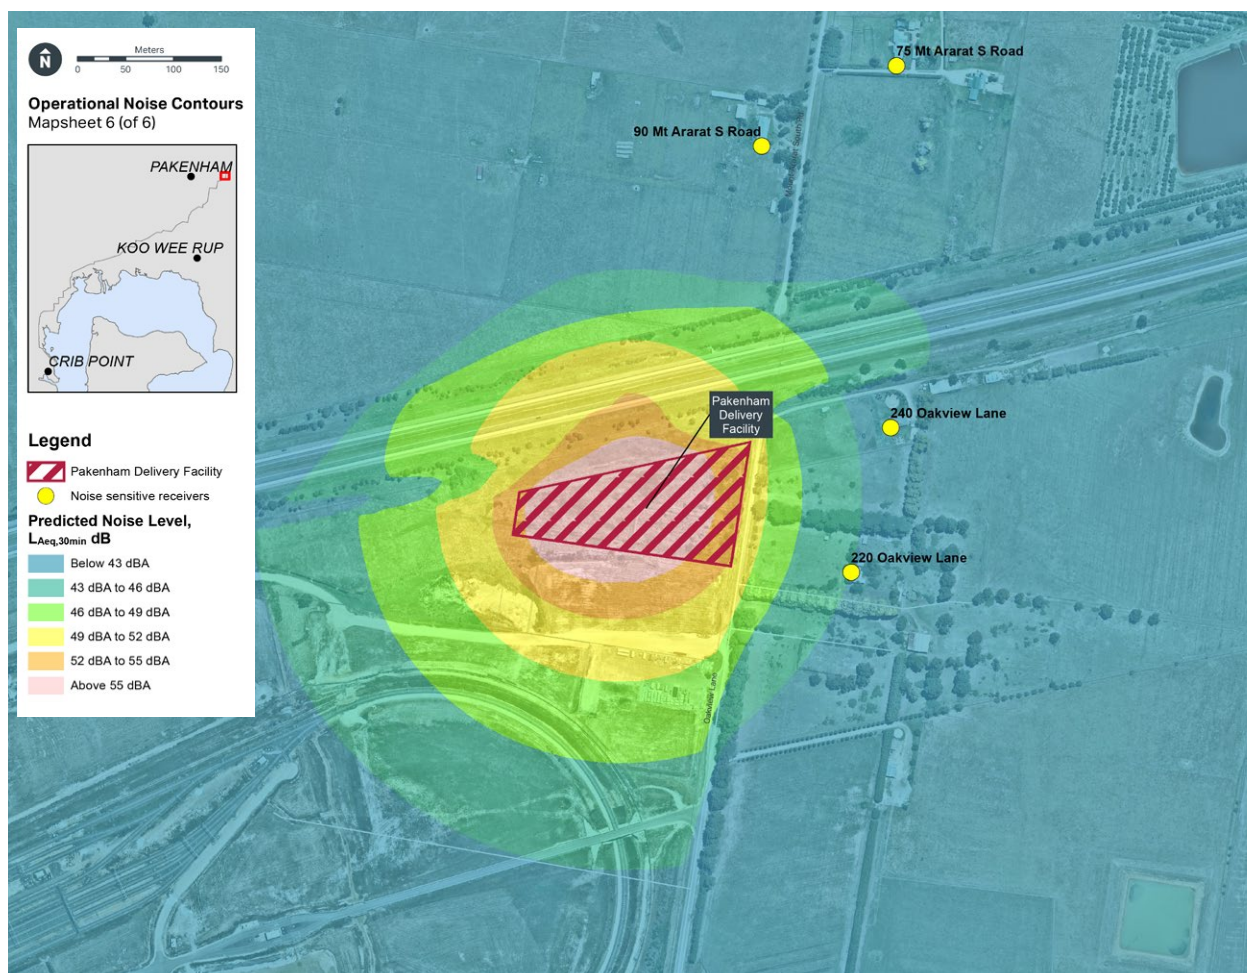 N
Meters
0 50 100 150
Operational Noise Contours
Mapsheet 6 (of 6)
PAKENHAM
KOO WEE RUP
CRIB POINT
Legend
Pakenham Delivery Facility
Noise sensitive receivers
Predicted Noise Level,
LAeq,30min dB
Below 43 dBA
43 dBA to 46 dBA
46 dBA to 49 dBA
49 dBA to 52 dBA
52 dBA to 55 dBA
Above 55 dBA
75 Mt Ararat S Road
90 Mt Ararat S Road
Pakenham
Delivery
Facility
240 Oakview Lane
220 Oakview Lane
Oakview Lane